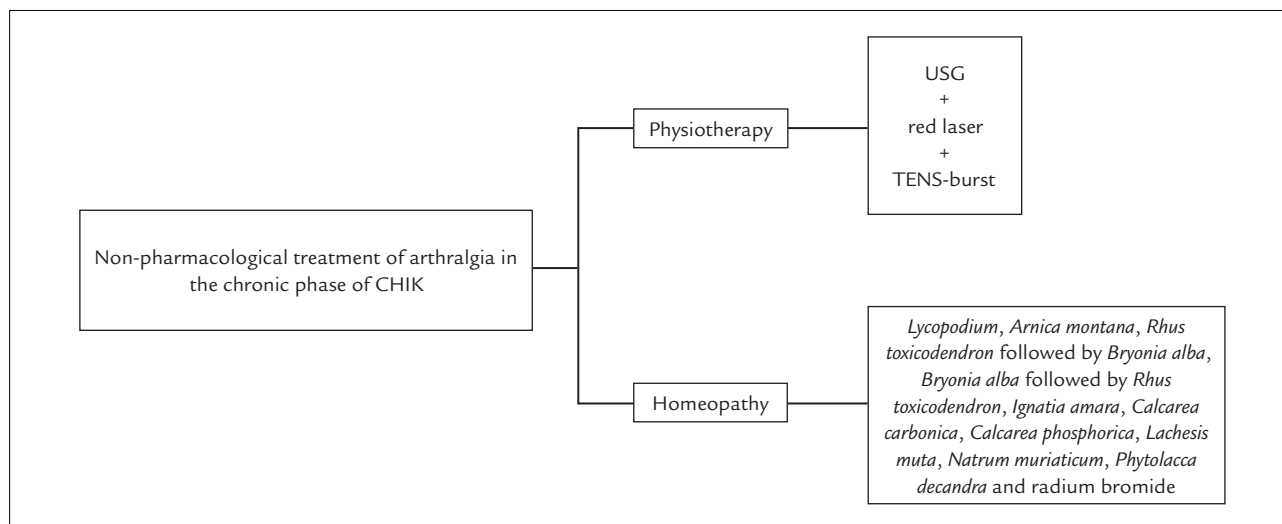 USG
+
red laser
+
TENS-burst
Physiotherapy
Non-pharmacological treatment of arthralgia in
the chronic phase of CHIK
Homeopathy
Lycopodium, Arnica montana, Rhus
toxicodendron followed by Bryonia alba,
Bryonia alba followed by Rhus
toxicodendron, Ignatia amara, Calcarea
carbonica, Calcarea phosphorica, Lachesis
muta, Natrum muriaticum, Phytolacca
decandra and radium bromide